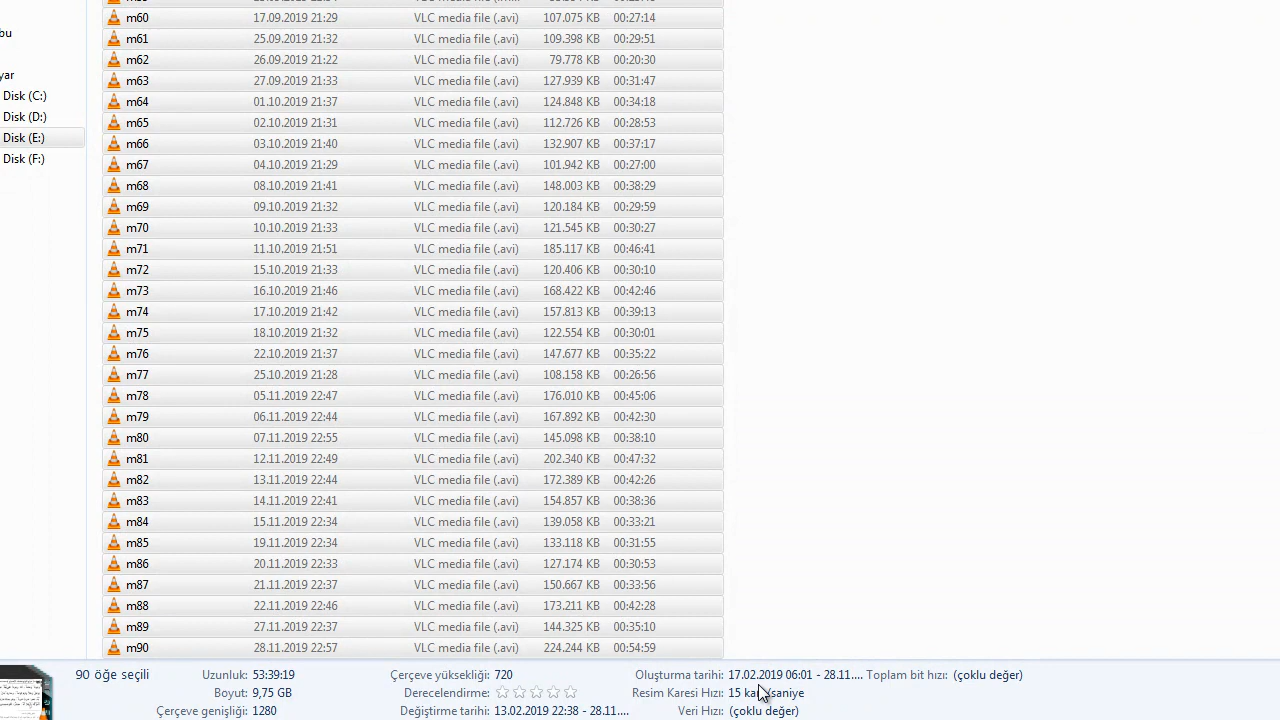 m60 17.09.2019 21:29 VLC media file (.avi) 107.075 KB 00:27:14
bu
m61 25.09.2019 21:32 VLC media file (.avi) 109.398 KB 00:29:51
m62 26.09.2019 21:22 VLC media file (.avi) 79.778 KB 00:20:30
yar
m63 27.09.2019 21:33 VLC media file (.avi) 117.939 KB 00:31:47
Disk (C:)
m64 01.10.2019 21:37 VLC media file (.avi) 124.848 KB 00:34:18
Disk (D:)
m65 02.10.2019 21:31 VLC media file (.avi) 112.726 KB 00:28:53
Disk (E:)
m66 03.10.2019 21:40 VLC media file (.avi) 132.907 KB 00:37:17
Disk (F:)
m67 04.10.2019 21:29 VLC media file (.avi) 111.942 KB 00:27:00
m68 08.10.2019 21:41 VLC media file (.avi) 148.003 KB 00:38:29
m69 09.10.2019 21:32 VLC media file (.avi) 120.184 KB 00:29:59
m70 10.10.2019 21:33 VLC media file (.avi) 121.545 KB 00:30:27
m71 11.10.2019 21:51 VLC media file (.avi) KB 00:46:41
m72 15.10.2019 21:33 VLC media file (.avi) 120.406 KB 00:30:10
m73 16.10.2019 21:46 VLC media file (.avi) 168.422 KB 00:42:46
m74 17.10.2019 21:42 VLC media file (.avi) 157.813 KB 00:39:13
m75 18.10.2019 21:32 VLC media file (.avi) 122.554 KB 00:30:01
m76 22.10.2019 21:37 VLC media file (.avi) 147.677 KB 00:35:22
m77 25.10.2019 21:28 VLC media file (.avi) 108.158 KB 00:26:56
m78 05.11.2019 22:47 VLC media file (.avi) 176.010 KB 00:45:06
m79 06.11.2019 22:44 VLC media file (.avi) 167.892 KB 00:42:30
m80 07.11.2019 22:55 VLC media file (.avi) 145.098 KB 00:38:10
m81 12.11.2019 22:49 VLC media file (.avi) 202.340 KB 00:47:32
m82 13.11.2019 22:44 VLC media file (.avi) 172.389 KB 00:42:26
m83 14.11.2019 22:41 VLC media file (.avi) 154.857 KB 00:38:36
m84 15.11.2019 22:34 VLC media file (.avi) 139.058 KB 00:33:21
m85 19.11.2019 22:34 VLC media file (.avi) 133.118 KB 00:31:55
m86 20.11.2019 22:33 VLC media file (.avi) 127.174 KB 00:30:53
m87 21.11.2019 22:37 VLC media file (.avi) 130.667 KB 00:33:56
m88 22.11.2019 22:46 VLC media file (.avi) 173.211 KB 00:42:28
m89 27.11.2019 22:37 VLC media file (.avi) 144.325 KB 00:35:10
m90 28.11.2019 22:57 VLC media file (.avi) 224.244 KB 00:54:59
90 öğe seçili Uzunluk: 53:39:19 Çerçeve 720 Oluşturma .02.2019 06:01 - 28.11.... Toplam bit hızı: (çoklu değer)
Boyut: 9,75 GB Derecelendirme: Resim Karesi Hızı: 15
Çerçeve genişliği: 1280 Değiştirme 13.02.2019 22:38 - 28.11.... Veri Hızı: (çoklu değer)